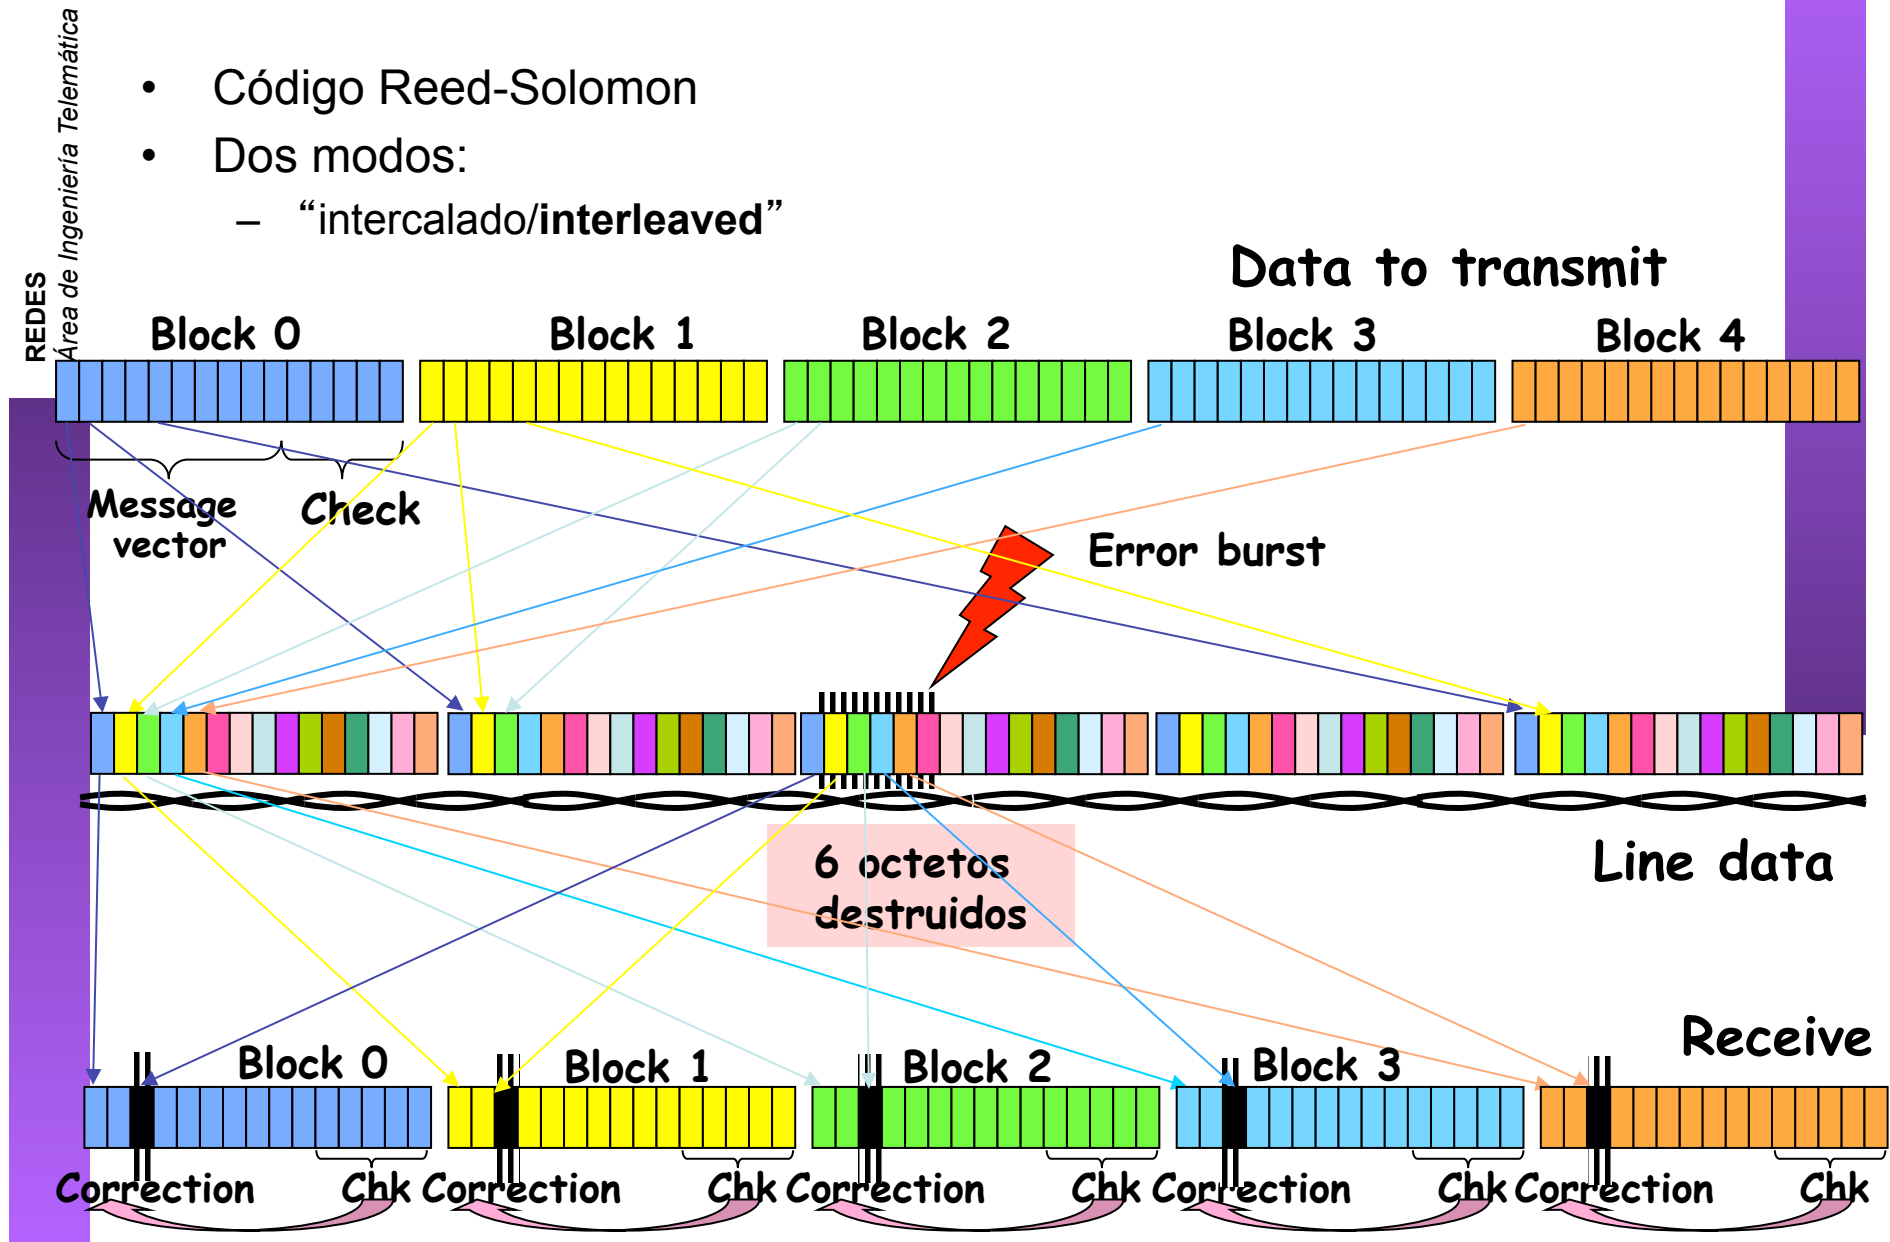 REDES
Área de Ingeniería Telemática
• Código Reed-Solomon
• Dos modos:
– “intercalado/interleaved”
Data to transmit
Block 0
Block 1
Block 2
Block 3
Block 4
Message
vector
Check
Error burst
6 octetos
destruidos
Line data
Receive
Block 0
Block 1
Block 2
Block 3
Correction
Chk
Correction
Chk
Correction
Chk
Correction
Chk
Correction
Chk